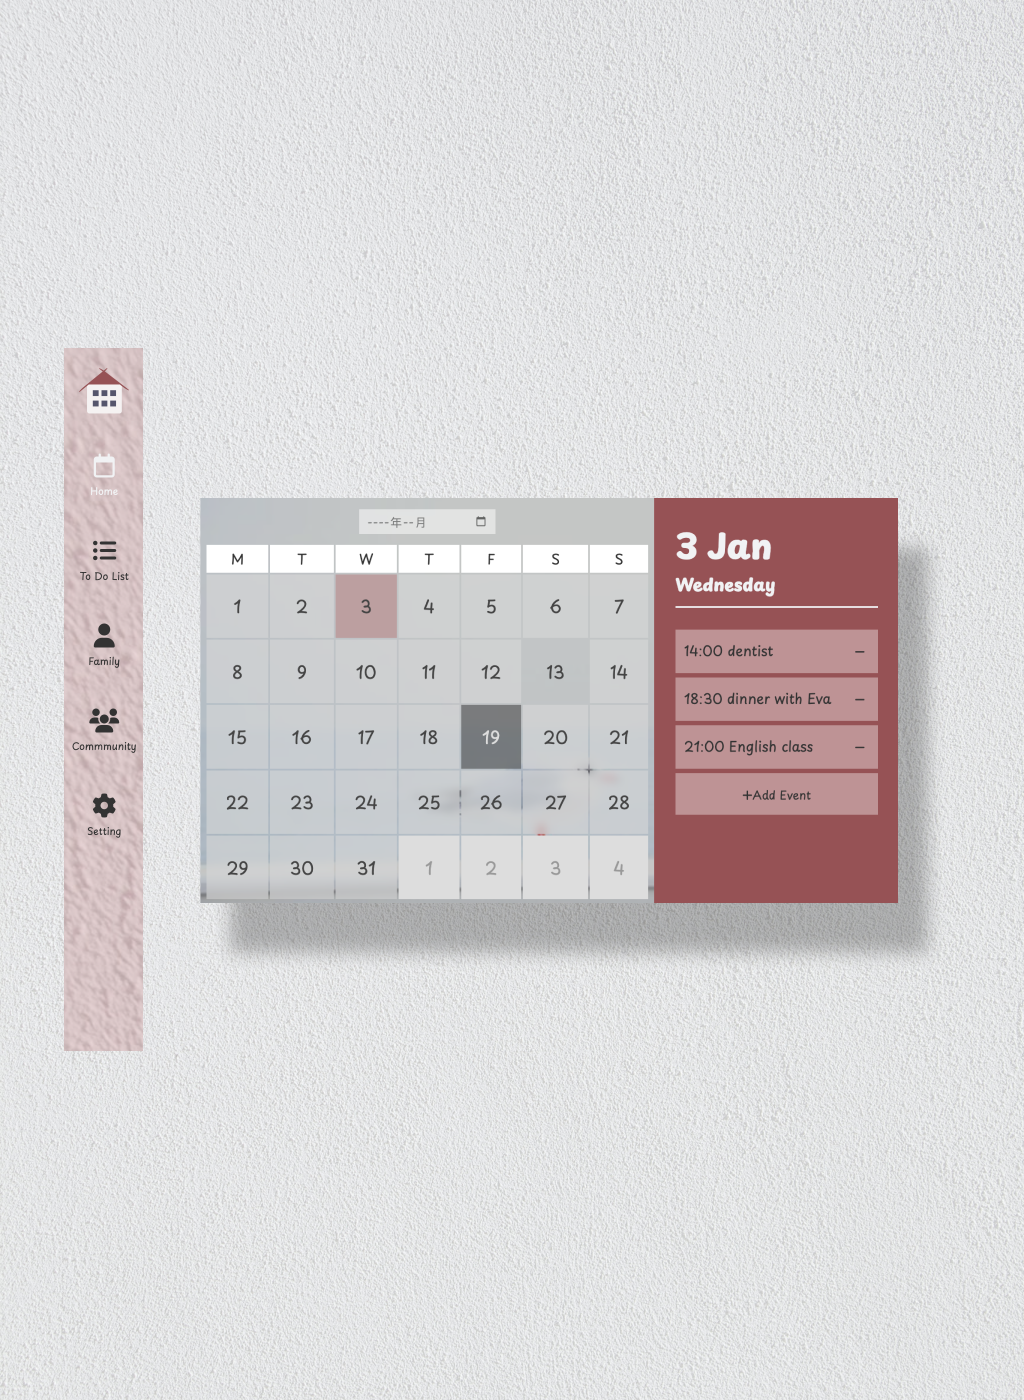 Home
To Do List
Family
Commmunity
Setting
----年--月
M T W T F S S
1 2 3 4 5 6 7
8 9 10 11 12 13 14
15 16 17 18 19 20 21
22 23 24 25 26 27 28
29 30 31 1 2 3 4
3 Jan
Wednesday
14:00 dentist –
18:30 dinner with Eva –
21:00 English class –
+Add Event